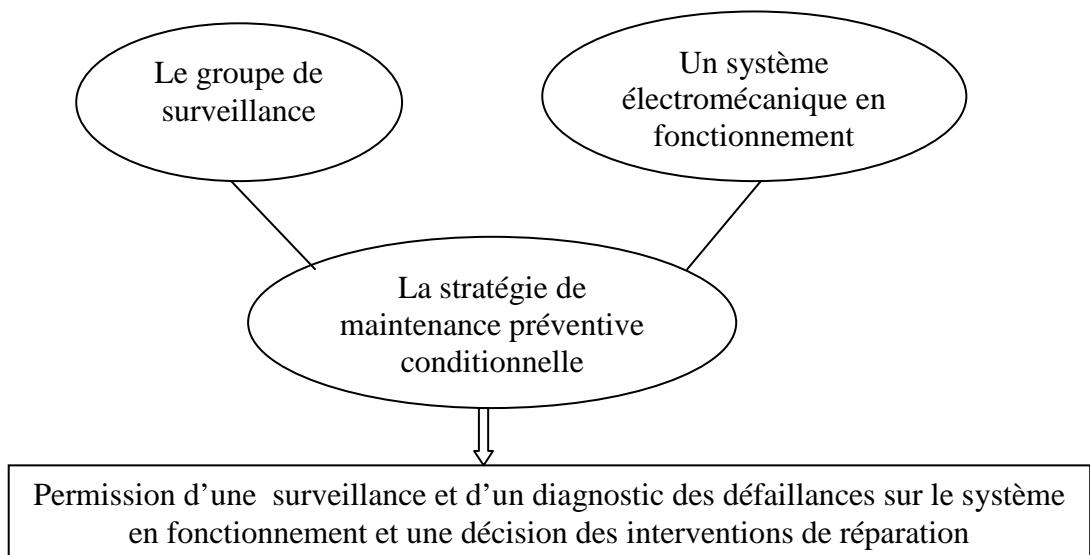 Le groupe de
surveillance
Un système
électromécanique en
fonctionnement
La stratégie de
maintenance préventive
conditionnelle
Permission d’une surveillance et d’un diagnostic des défaillances sur le système
en fonctionnement et une décision des interventions de réparation